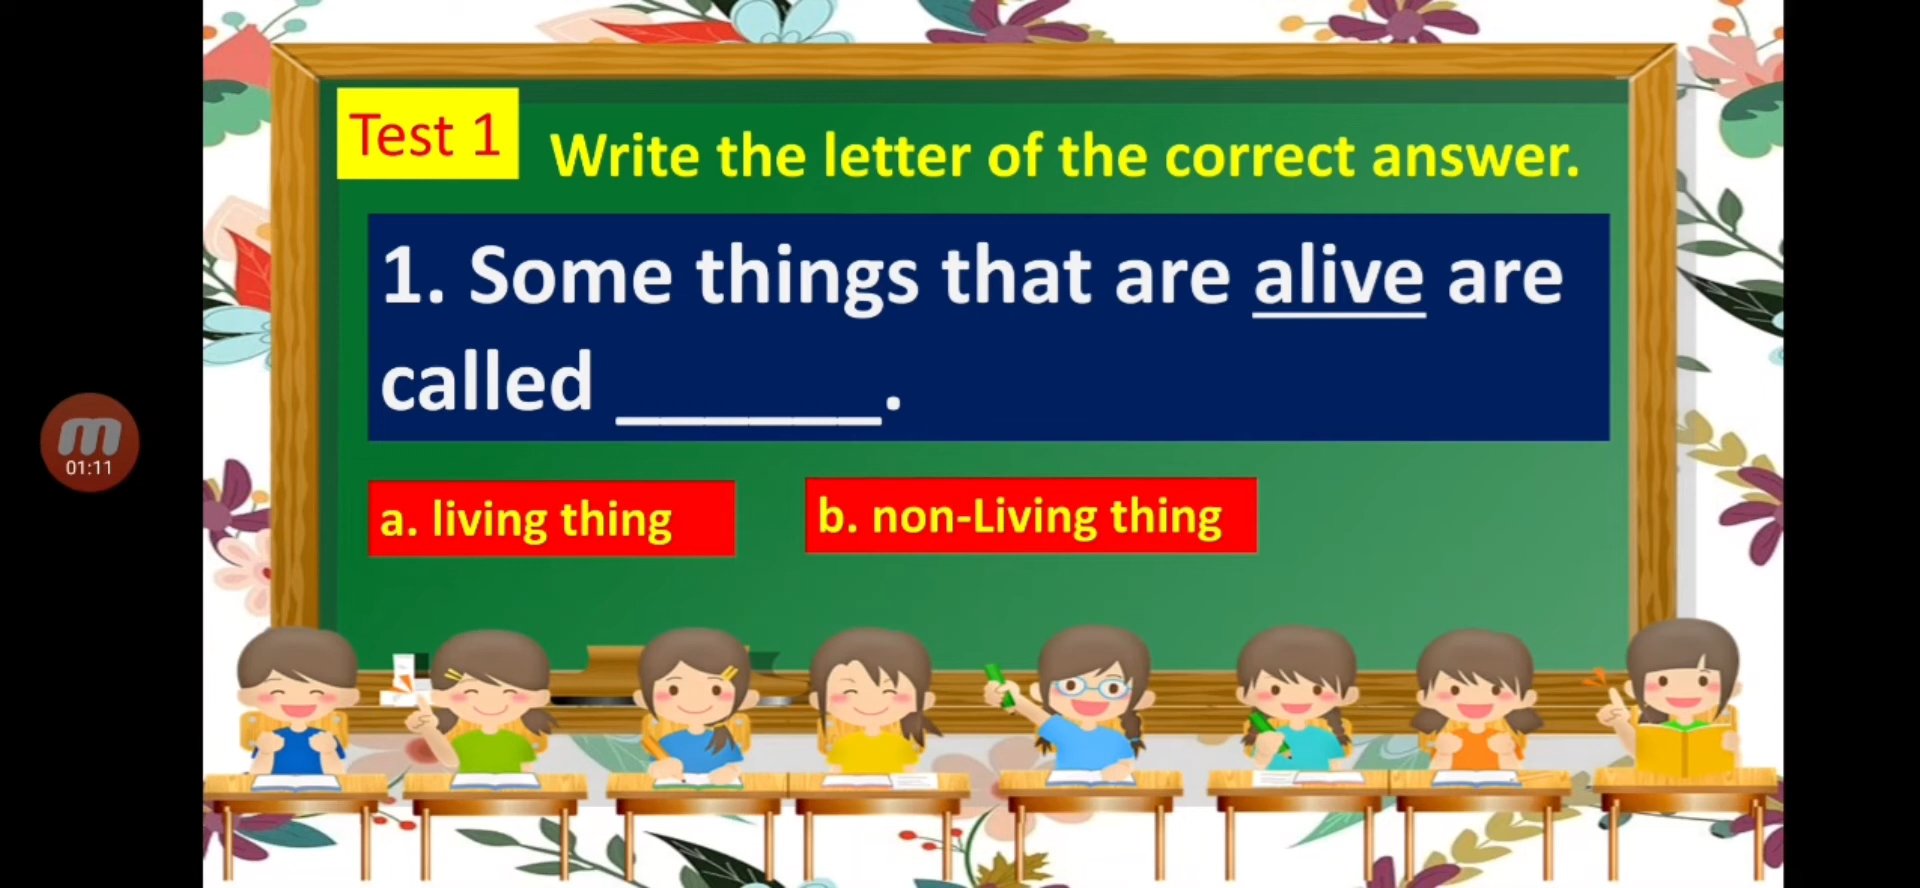 Test 1
Write the letter of the correct answer.
1. Some things that are alive are
called ______.
a. living thing
b. non-Living thing
m
01:11